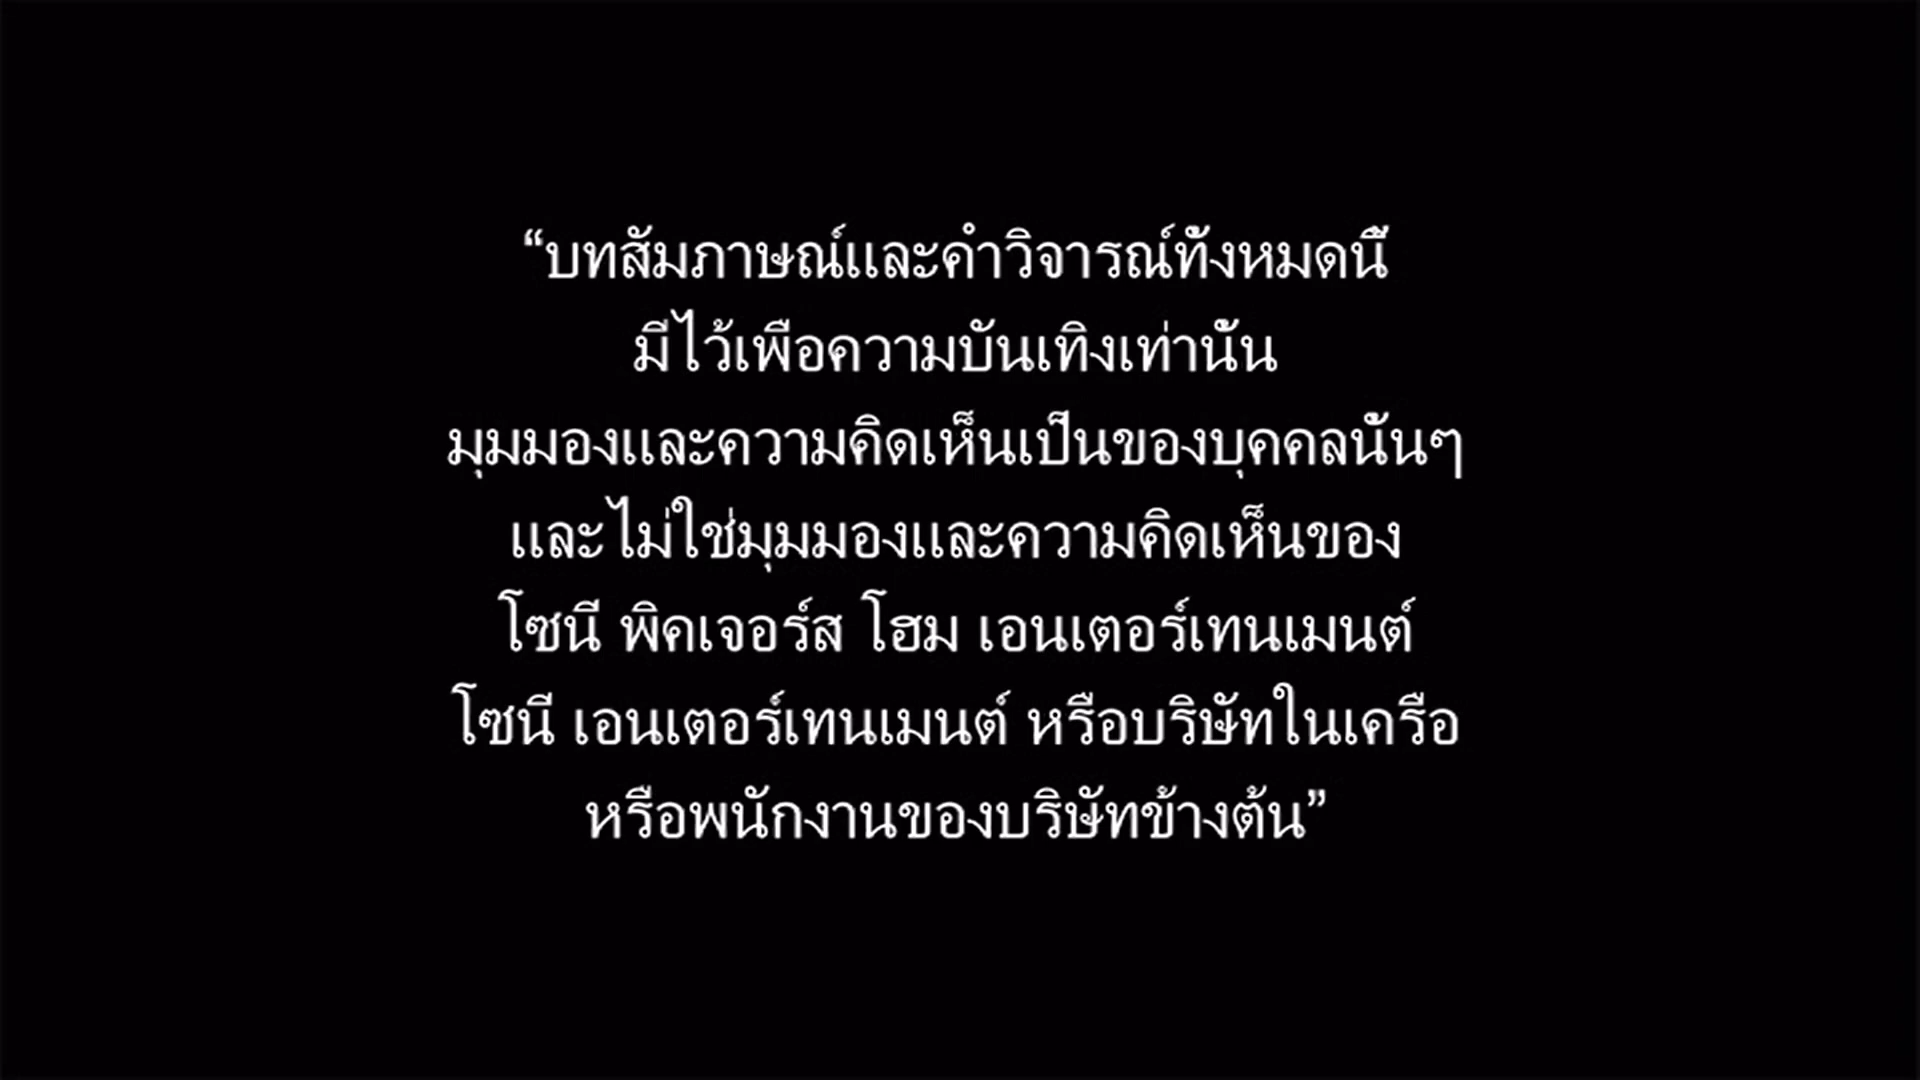 “บทสัมภาษณ์และคำวิจารณ์ทั้งหมดนี้
มีไว้เพื่อความบันเทิงเท่านั้น
มุมมองและความคิดเห็นเป็นของบุคคลนั้นๆ
และไม่ใช่มุมมองและความคิดเห็นของ
โซนี่ พิคเจอร์ส โฮม เอนเตอร์เทนเมนต์
โซนี่ เอนเตอร์เทนเมนต์ หรือบริษัทในเครือ
หรือพนักงานของบริษัทข้างต้น”